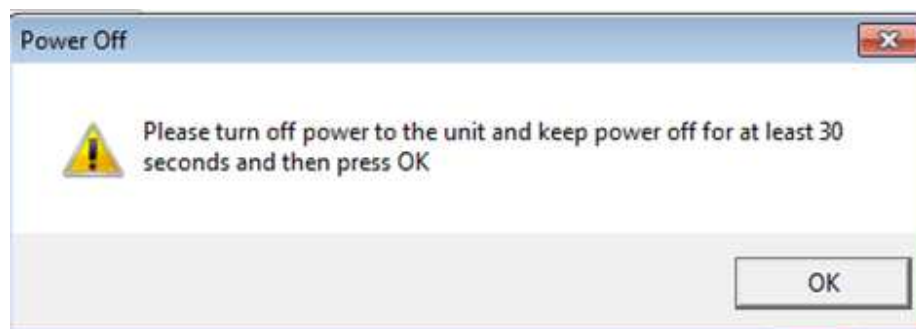 Power Off
Please turn off power to the unit and keep power off for at least 30
seconds and then press OK
OK